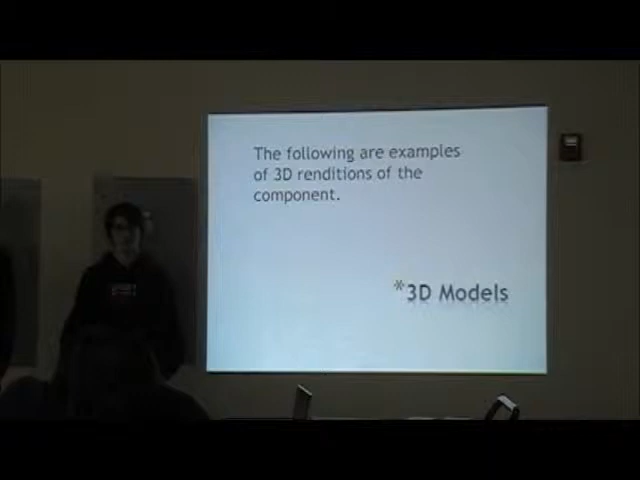 The following are examples
of 3D renditions of the
component.
*3D Models